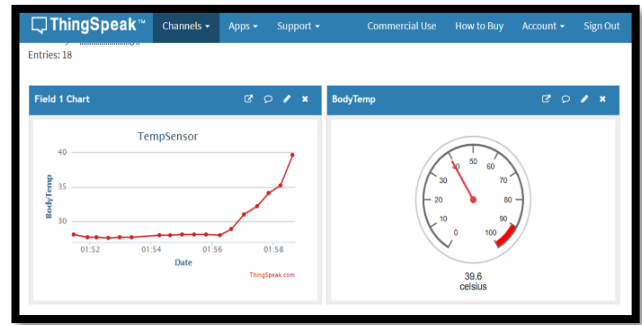 ThingSpeak™ Channels Apps Support Commercial Use How to Buy Account Sign Out
Entries: 18
Field 1 Chart
TempSensor
40
35
30
BodyTemp
01:52 01:54 01:56 01:58
Date
ThingSpeak.com
BodyTemp
0 10 20 30 40 50 60 70 80 90 100
39.6
celsius